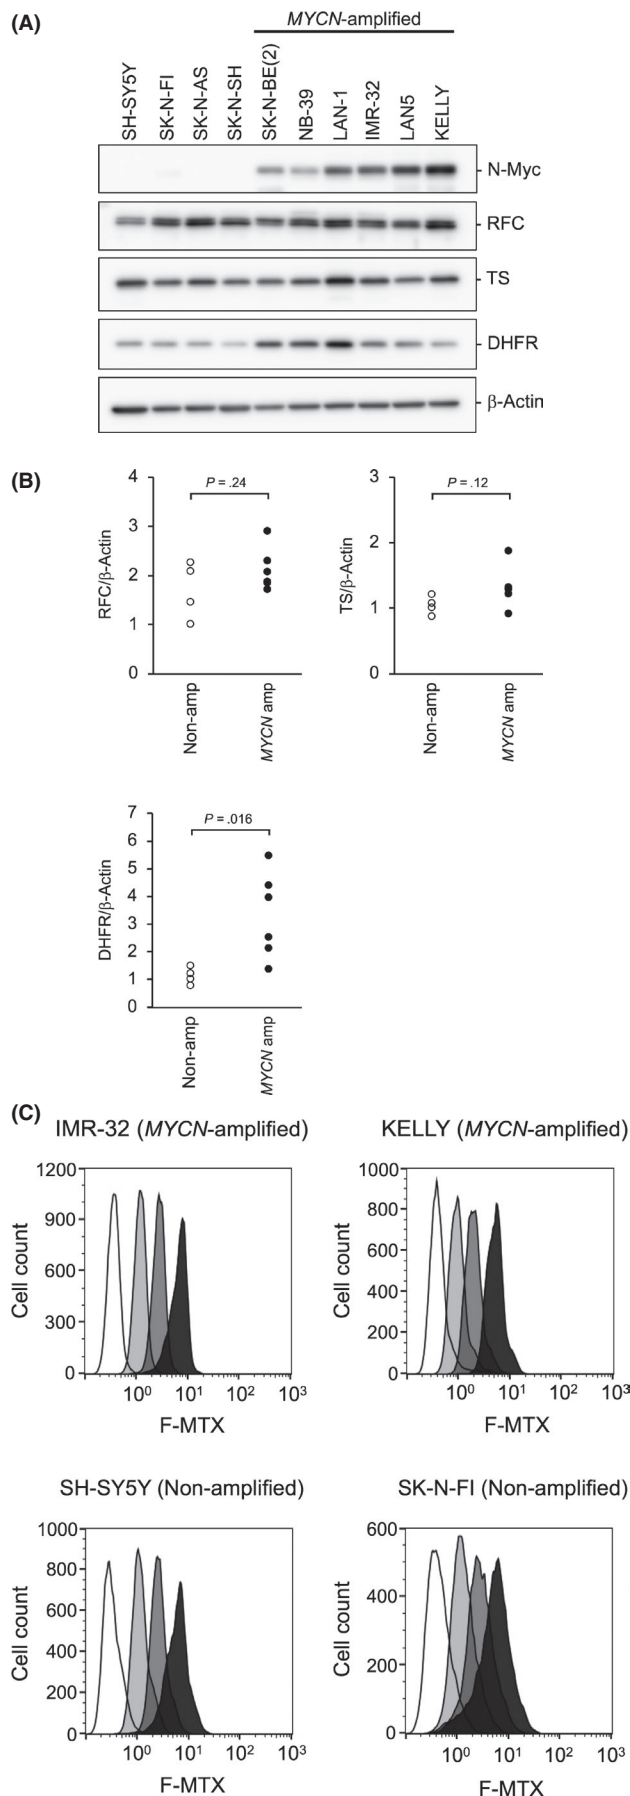 (A)
MYCN-amplified
SH-SY5Y
SK-N-FI
SK-N-AS
SK-N-SH
SK-N-BE(2)
NB-39
LAN-1
IMR-32
LAN5
KELLY
N-Myc
RFC
TS
DHFR
β-Actin
(B)
4
3
2
1
0
RFC/β-Actin
P = .24
Non-amp
MYCN amp
3
2
1
0
TS/β-Actin
P = .12
Non-amp
MYCN amp
7
6
5
4
3
2
1
0
DHFR/β-Actin
P = .016
Non-amp
MYCN amp
(C)
IMR-32 (MYCN-amplified)
1200
900
600
300
0
Cell count
10⁰ 10¹ 10² 10³
F-MTX
KELLY (MYCN-amplified)
1000
800
600
400
200
0
Cell count
10⁰ 10¹ 10² 10³
F-MTX
SH-SY5Y (Non-amplified)
1000
800
600
400
200
0
Cell count
10⁰ 10¹ 10² 10³
F-MTX
SK-N-FI (Non-amplified)
600
400
200
0
Cell count
10⁰ 10¹ 10² 10³
F-MTX